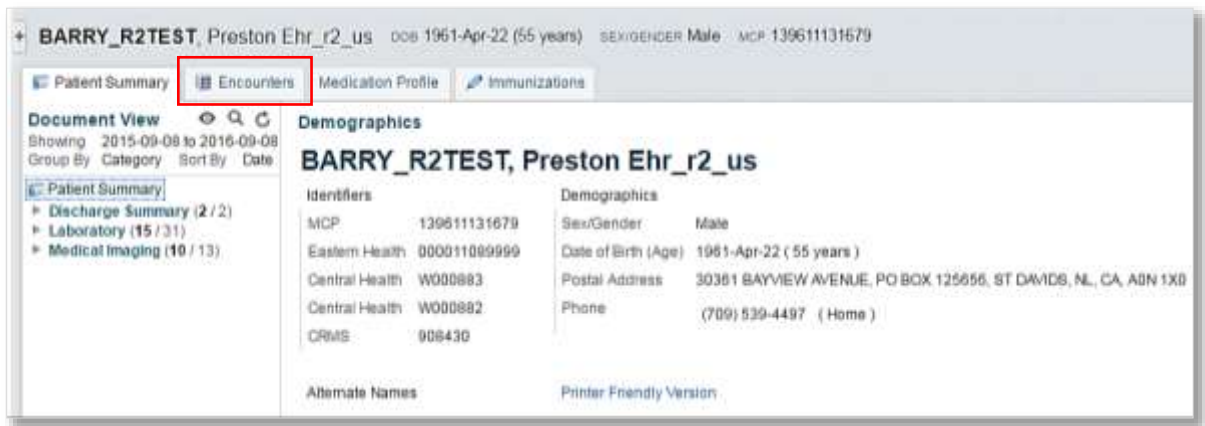 + BARRY_R2TEST, Preston Ehr_r2_us DOB 1961-Apr-22 (55 years) SEX/GENDER Male MCP 139611131679
Patient Summary Encounters Medication Profile Immunizations
Document View
Showing 2015-09-08 to 2016-09-08
Group By Category Sort By Date
Patient Summary
Discharge Summary (2 / 2)
Laboratory (15 / 31)
Medical Imaging (10 / 13)
Demographics
BARRY_R2TEST, Preston Ehr_r2_us
Identifiers
MCP 139611131679
Eastern Health 000011089999
Central Health W000883
Central Health W000882
CRMS 908430
Alternate Names
Demographics
Sex/Gender Male
Date of Birth (Age) 1961-Apr-22 ( 55 years )
Postal Address 30361 BAYVIEW AVENUE, PO BOX 125656, ST DAVIDS, NL, CA, A0N 1X0
Phone (709) 539-4497 ( Home )
Printer Friendly Version